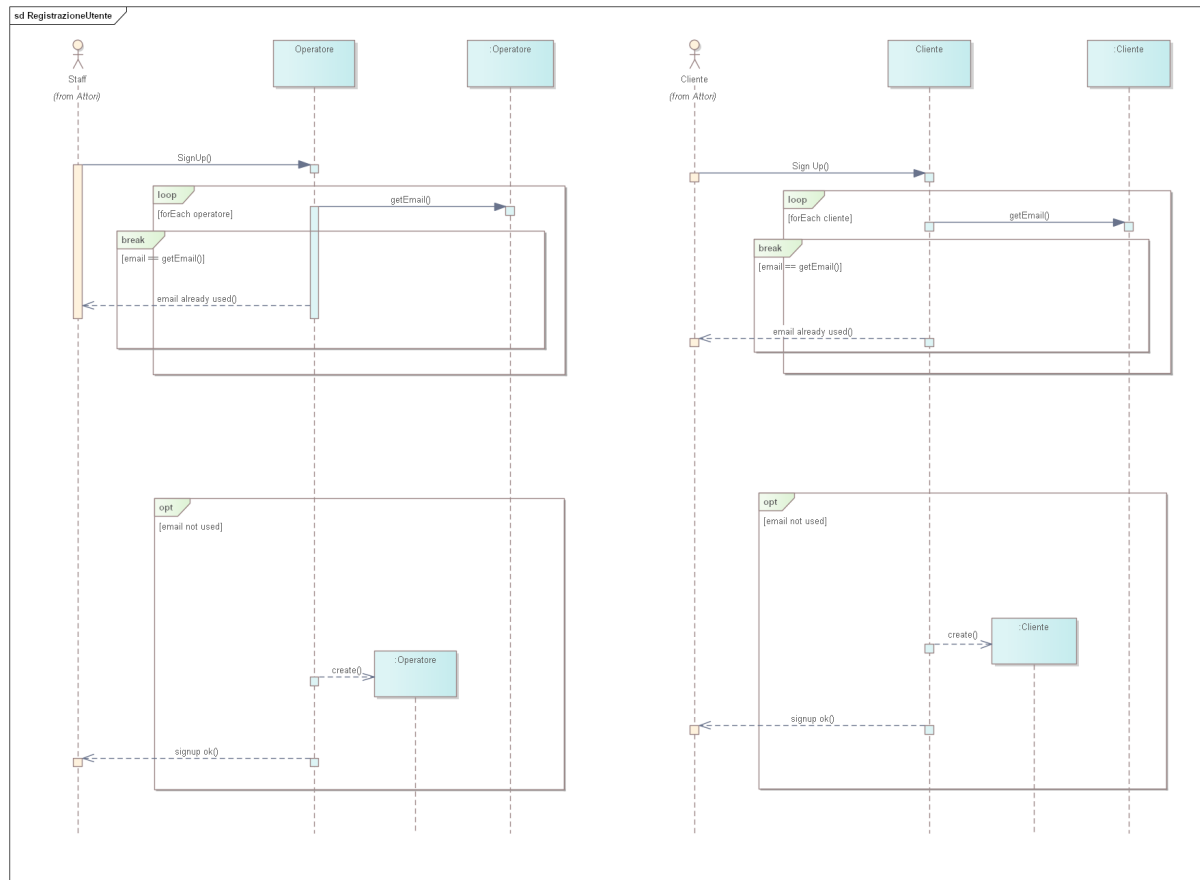 sd RegistrazioneUtente
Staff
(from Attori)
Operatore
:Operatore
SignUp()
loop
[forEach operatore]
getEmail()
break
[email == getEmail()]
email already used()
opt
[email not used]
create()
:Operatore
signup ok()
Cliente
(from Attori)
Cliente
:Cliente
Sign Up()
loop
[forEach cliente]
getEmail()
break
[email == getEmail()]
email already used()
opt
[email not used]
create()
:Cliente
signup ok()